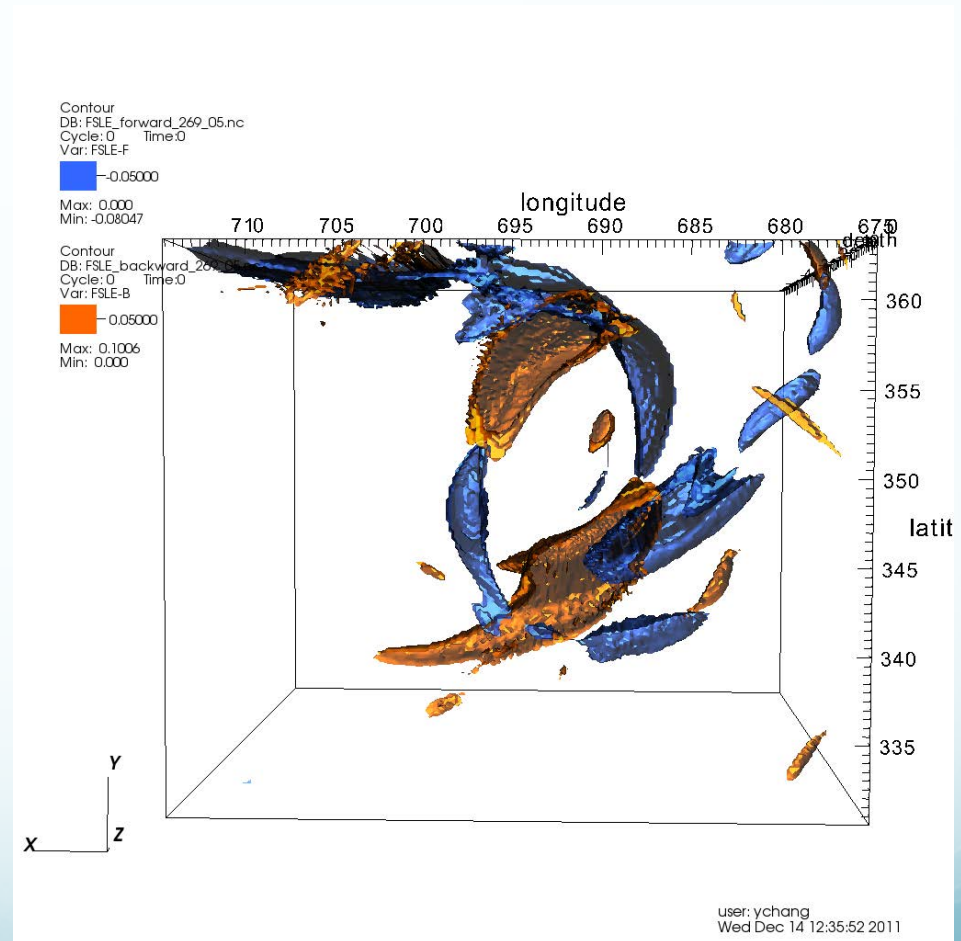 Contour
DB: FSLE_forward_269_05.nc
Cycle: 0 Time:0
Var: FSLE-F
-0.05000
Max: 0.000
Min: -0.08047
Contour
DB: FSLE_backward_269_05
Cycle: 0 Time:0
Var: FSLE-B
0.05000
Max: 0.1006
Min: 0.000
longitude
710 705 700 695 690 685 680 675
depth
360
355
350
latit
345
340
335
Y
Z
X
user: ychang
Wed Dec 14 12:35:52 2011